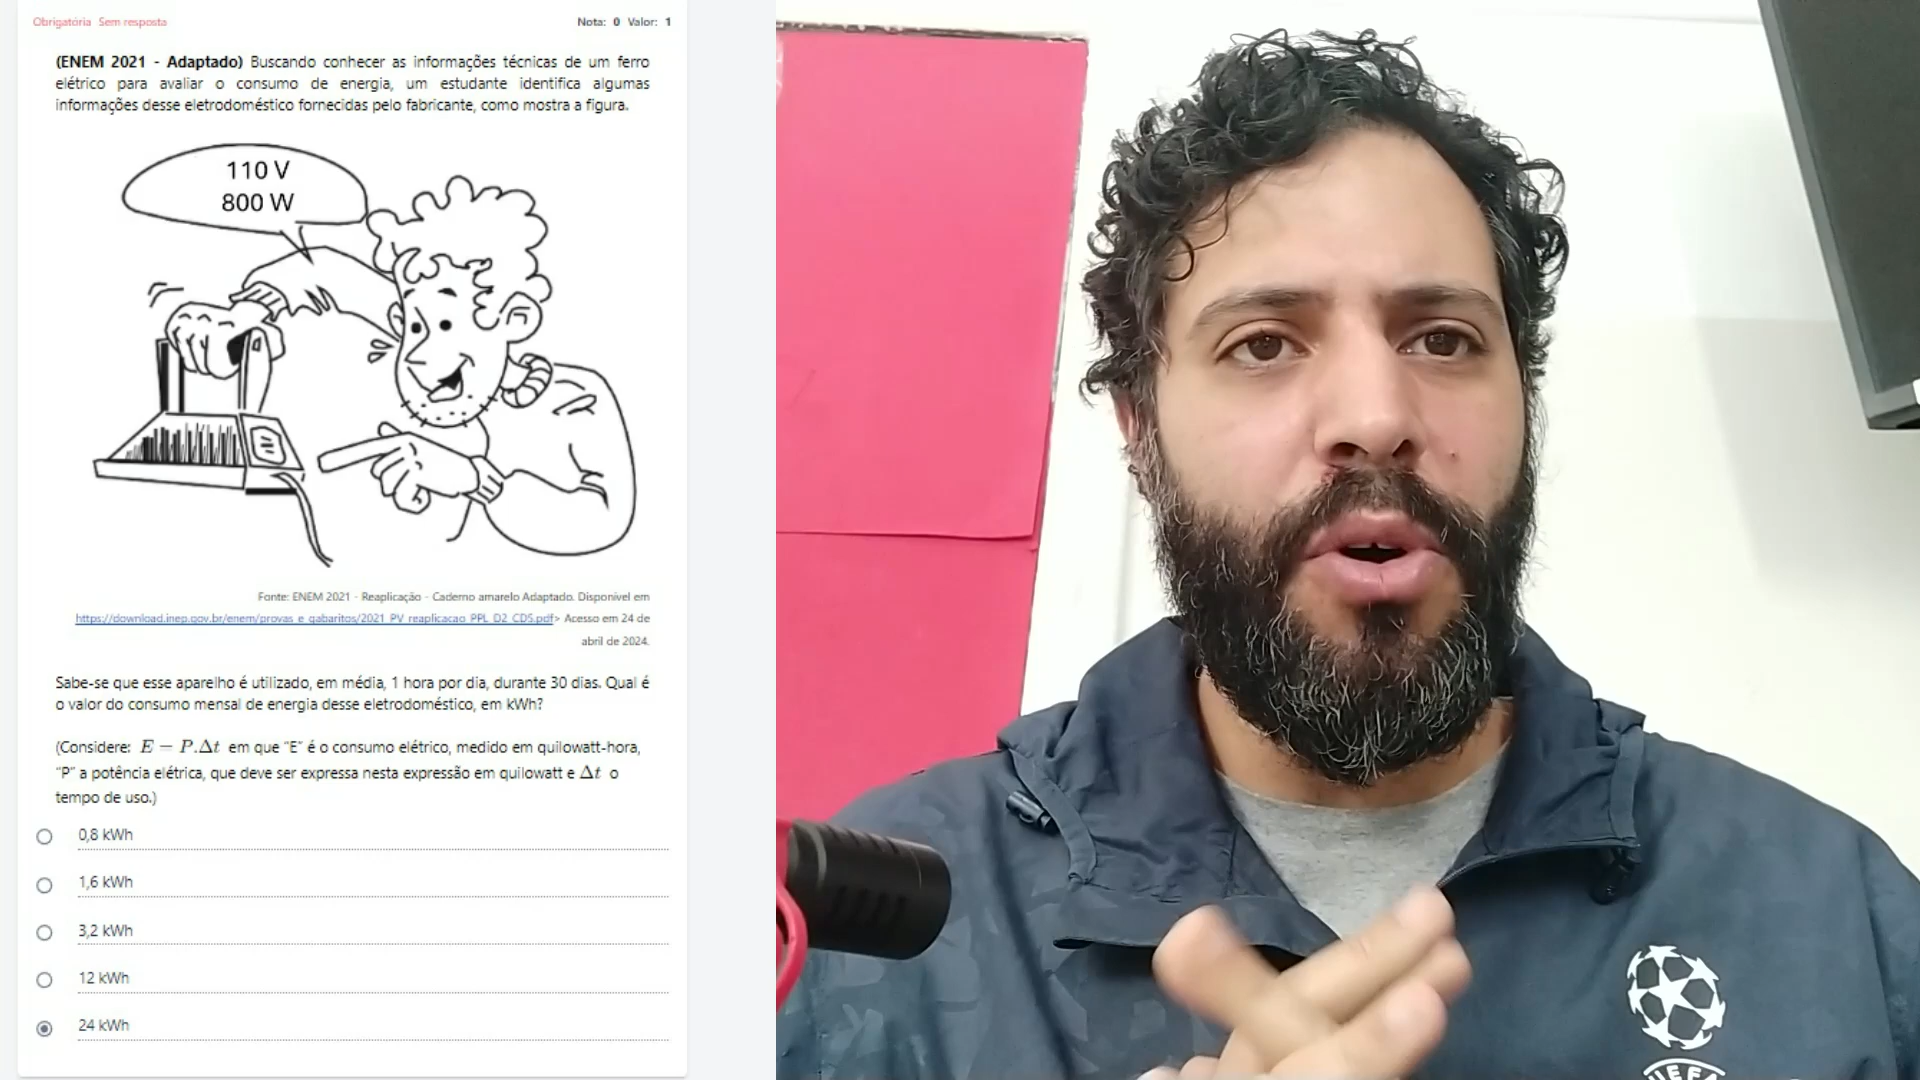 Obrigatória Sem resposta
Nota: 0 Valor: 1
(ENEM 2021 - Adaptado) Buscando conhecer as informações técnicas de um ferro
elétrico para avaliar o consumo de energia, um estudante identifica algumas
informações desse eletrodoméstico fornecidas pelo fabricante, como mostra a figura.
110 V
800 W
Fonte: ENEM 2021 - Reaplicação - Caderno amarelo Adaptado. Disponível em
https://download.inep.gov.br/enem/provas_e_gabaritos/2021_PV_reaplicacao_PPL_D2_CD5.pdf> Acesso em 24 de
abril de 2024.
Sabe-se que esse aparelho é utilizado, em média, 1 hora por dia, durante 30 dias. Qual é
o valor do consumo mensal de energia desse eletrodoméstico, em kWh?
(Considere: E = P.Δt em que “E” é o consumo elétrico, medido em quilowatt-hora,
“P” a potência elétrica, que deve ser expressa nesta expressão em quilowatt e Δt o
tempo de uso.)
0,8 kWh
1,6 kWh
3,2 kWh
12 kWh
24 kWh
UEFA